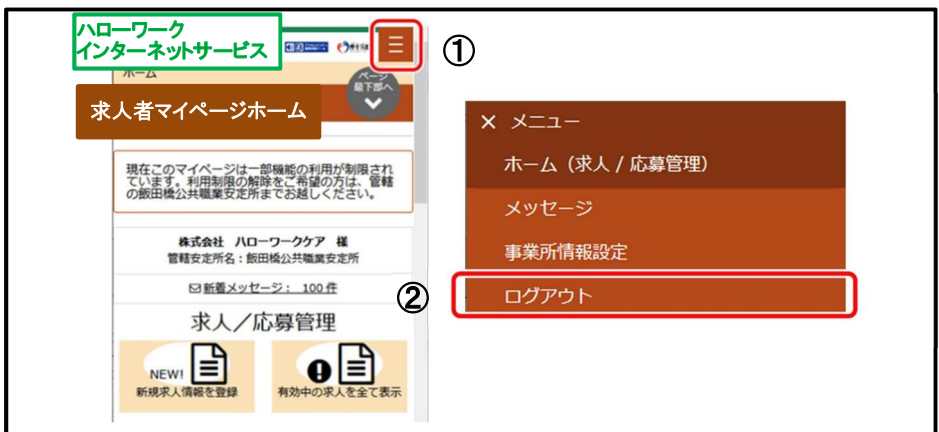 ハローワーク
インターネットサービス
①
ホーム
ページ
最下部へ
求人者マイページホーム
現在このマイページは一部機能の利用が制限され
ています。利用制限の解除をご希望の方は、管轄
の飯田橋公共職業安定所までお越しください。
株式会社 ハローワークケア 様
管轄安定所名：飯田橋公共職業安定所
新着メッセージ： 100 件
求人／応募管理
NEW!
新規求人情報を登録
有効中の求人を全て表示
× メニュー
ホーム（求人 / 応募管理）
メッセージ
事業所情報設定
②
ログアウト